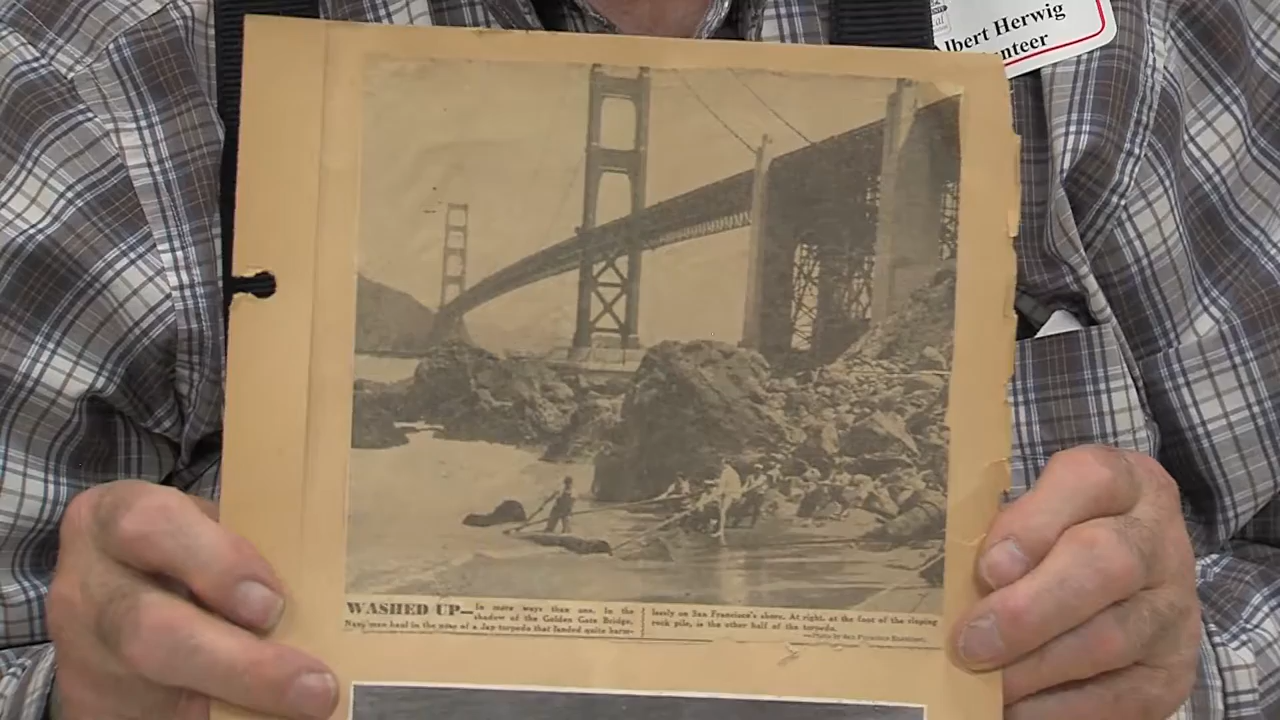 lbert Herwig
nteer
WASHED UP—In more ways than one. In the
shadow of the Golden Gate Bridge,
Navy men haul in the nose of a Jap torpedo that landed quite harm-
lessly on San Francisco's shore. At right, at the foot of the sloping
rock pile, is the other half of the torpedo.
—Photo by San Francisco Examiner.